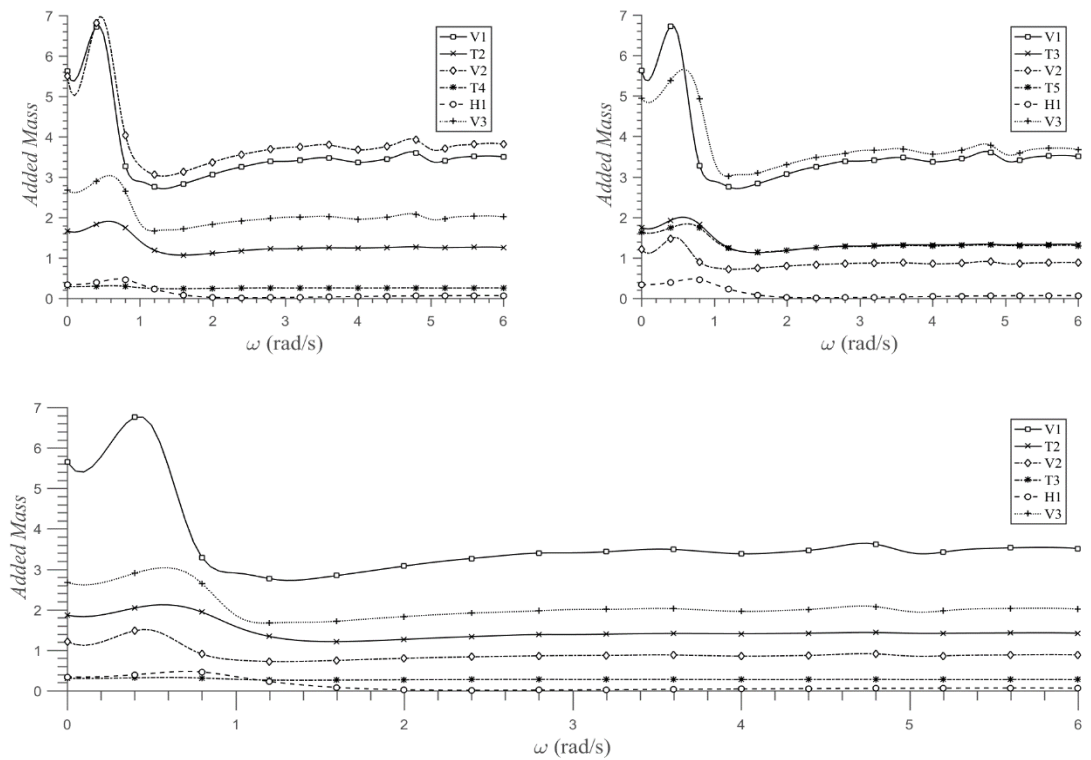 7
6
5
4
3
2
1
0
Added Mass
0 1 2 3 4 5 6
ω (rad/s)
V1
T2
V2
T4
H1
V3
7
6
5
4
3
2
1
0
Added Mass
0 1 2 3 4 5 6
ω (rad/s)
V1
T3
V2
T5
H1
V3
7
6
5
4
3
2
1
0
Added Mass
0 1 2 3 4 5 6
ω (rad/s)
V1
T2
V2
T3
H1
V3